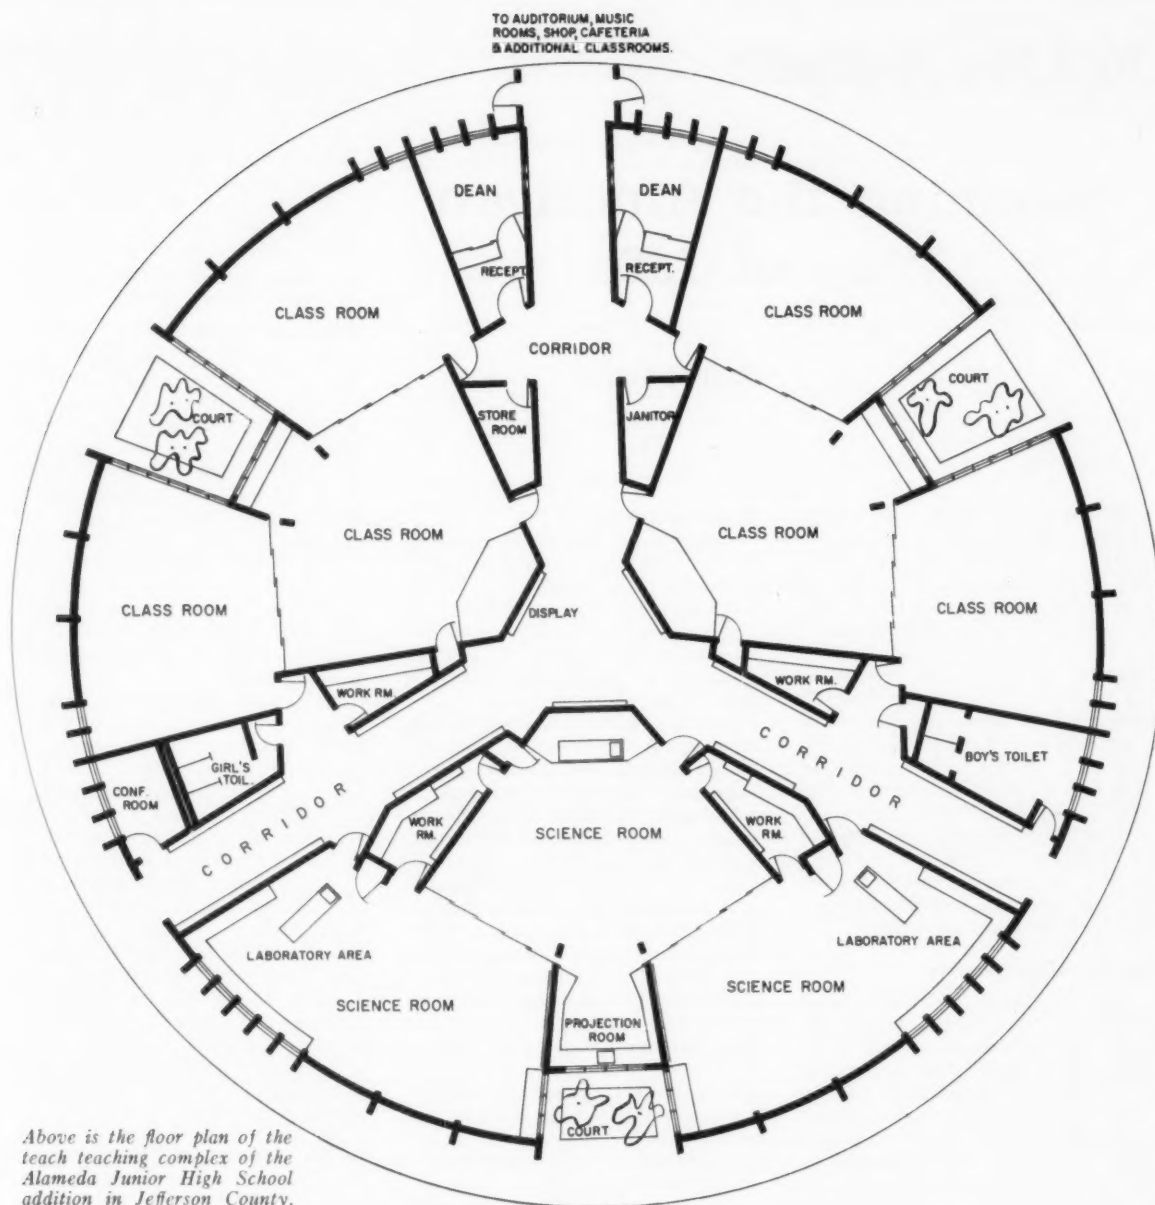 TO AUDITORIUM, MUSIC
ROOMS, SHOP, CAFETERIA
& ADDITIONAL CLASSROOMS.
DEAN
DEAN
RECEPT.
RECEPT.
CLASS ROOM
CLASS ROOM
CORRIDOR
COURT
COURT
STORE
ROOM
JANITOR
CLASS ROOM
CLASS ROOM
CLASS ROOM
DISPLAY
CLASS ROOM
WORK RM.
WORK RM.
GIRL'S
TOIL.
CONF.
ROOM
CORRIDOR
CORRIDOR
BOY'S TOILET
WORK
RM.
SCIENCE ROOM
WORK
RM.
LABORATORY AREA
LABORATORY AREA
SCIENCE ROOM
SCIENCE ROOM
PROJECTION
ROOM
COURT
Above is the floor plan of the
teach teaching complex of the
Alameda Junior High School
addition in Jefferson County,